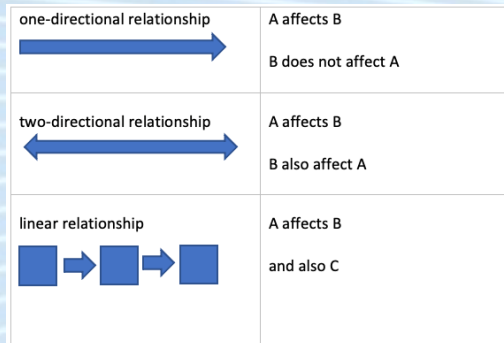 one-directional relationship
A affects B
B does not affect A
two-directional relationship
A affects B
B also affect A
linear relationship
A affects B
and also C